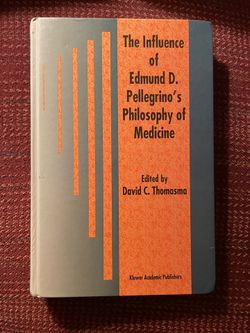 The Influence
of
Edmund D.
Pellegrino's
Philosophy of
Medicine
Edited by
David C. Thomasma
Kluwer Academic Publishers